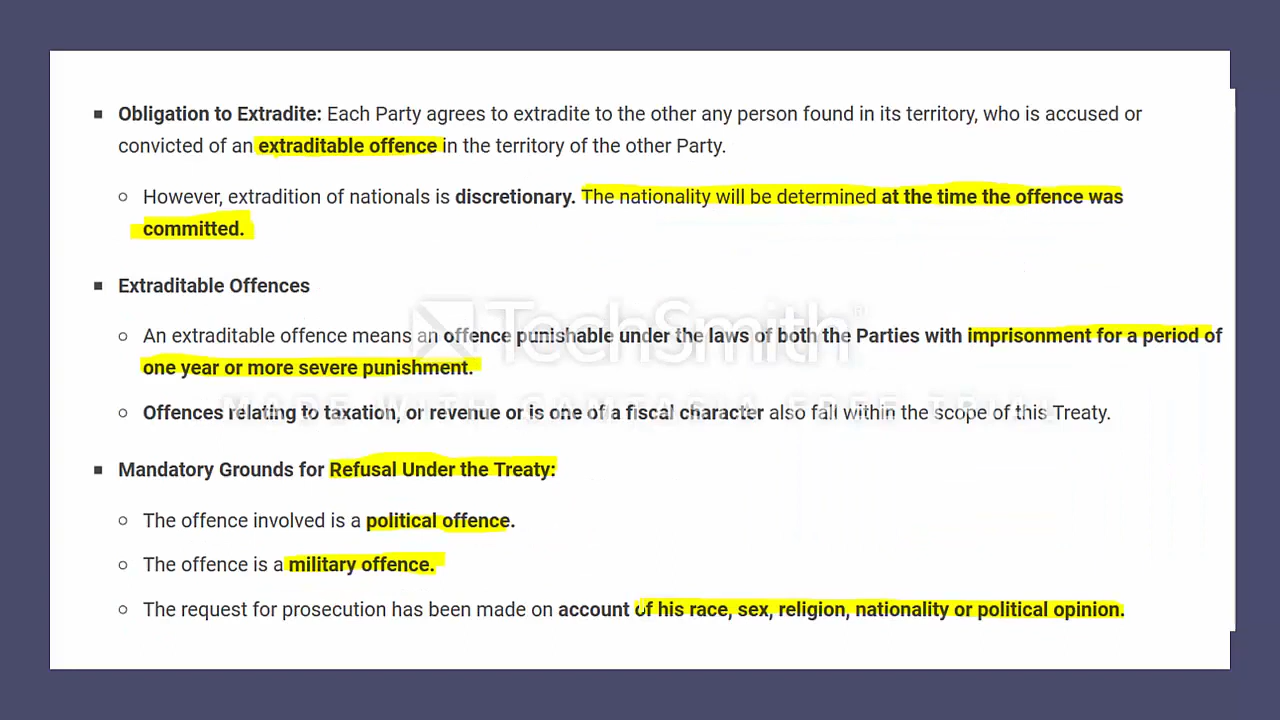 Obligation to Extradite: Each Party agrees to extradite to the other any person found in its territory, who is accused or
convicted of an extraditable offence in the territory of the other Party.
However, extradition of nationals is discretionary. The nationality will be determined at the time the offence was
committed.
Extraditable Offences
An extraditable offence means an offence punishable under the laws of both the Parties with imprisonment for a period of
one year or more severe punishment.
TechSmith®
Offences relating to taxation, or revenue or is one of a fiscal character also fall within the scope of this Treaty.
MADE WITH CAMTASIA FREE TRIAL
Mandatory Grounds for Refusal Under the Treaty:
The offence involved is a political offence.
The offence is a military offence.
The request for prosecution has been made on account of his race, sex, religion, nationality or political opinion.